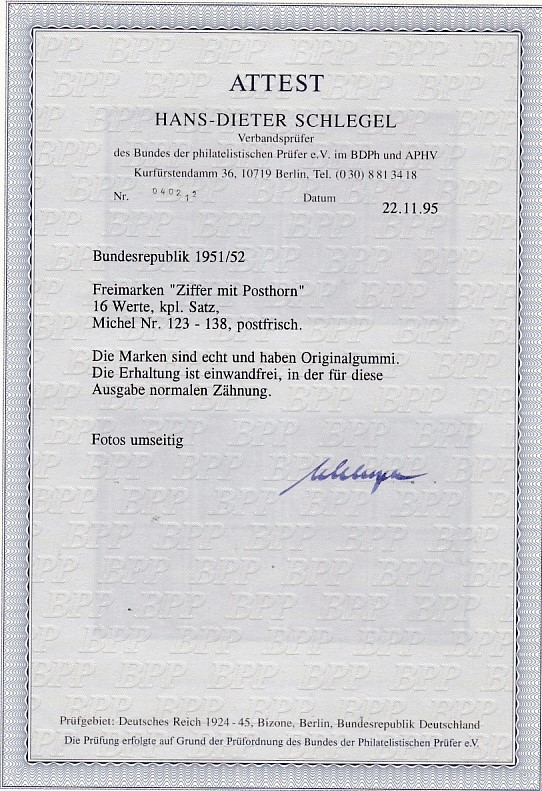 ATTEST
HANS-DIETER SCHLEGEL
Verbandsprüfer
des Bundes der philatelistischen Prüfer e.V. im BDPh und APHV
Kurfürstendamm 36, 10719 Berlin, Tel. (0 30) 8 81 34 18
Nr. 040212 Datum 22.11.95
Bundesrepublik 1951/52
Freimarken "Ziffer mit Posthorn"
16 Werte, kpl. Satz,
Michel Nr. 123 - 138, postfrisch.
Die Marken sind echt und haben Originalgummi.
Die Erhaltung ist einwandfrei, in der für diese
Ausgabe normalen Zähnung.
Fotos umseitig
Prüfgebiet: Deutsches Reich 1924 - 45, Bizone, Berlin, Bundesrepublik Deutschland
Die Prüfung erfolgte auf Grund der Prüfordnung des Bundes der Philatelistischen Prüfer e.V.